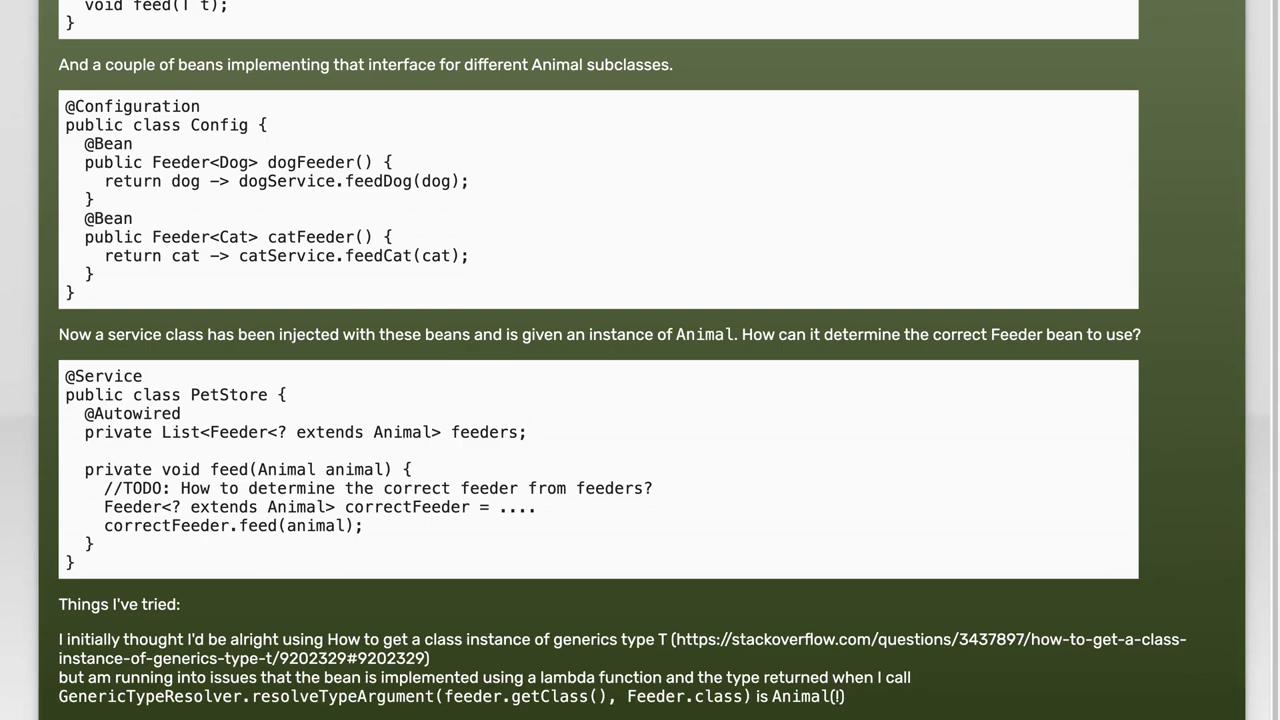 void feed(T t);
}
And a couple of beans implementing that interface for different Animal subclasses.
@Configuration
public class Config {
  @Bean
  public Feeder<Dog> dogFeeder() {
    return dog -> dogService.feedDog(dog);
  }
  @Bean
  public Feeder<Cat> catFeeder() {
    return cat -> catService.feedCat(cat);
  }
}
Now a service class has been injected with these beans and is given an instance of Animal. How can it determine the correct Feeder bean to use?
@Service
public class PetStore {
  @Autowired
  private List<Feeder<? extends Animal> feeders;
  private void feed(Animal animal) {
    //TODO: How to determine the correct feeder from feeders?
    Feeder<? extends Animal> correctFeeder = ....
    correctFeeder.feed(animal);
  }
}
Things I've tried:
I initially thought I'd be alright using How to get a class instance of generics type T (https://stackoverflow.com/questions/3437897/how-to-get-a-class-
instance-of-generics-type-t/9202329#9202329)
but am running into issues that the bean is implemented using a lambda function and the type returned when I call
GenericTypeResolver.resolveTypeArgument(feeder.getClass(), Feeder.class) is Animal(!)